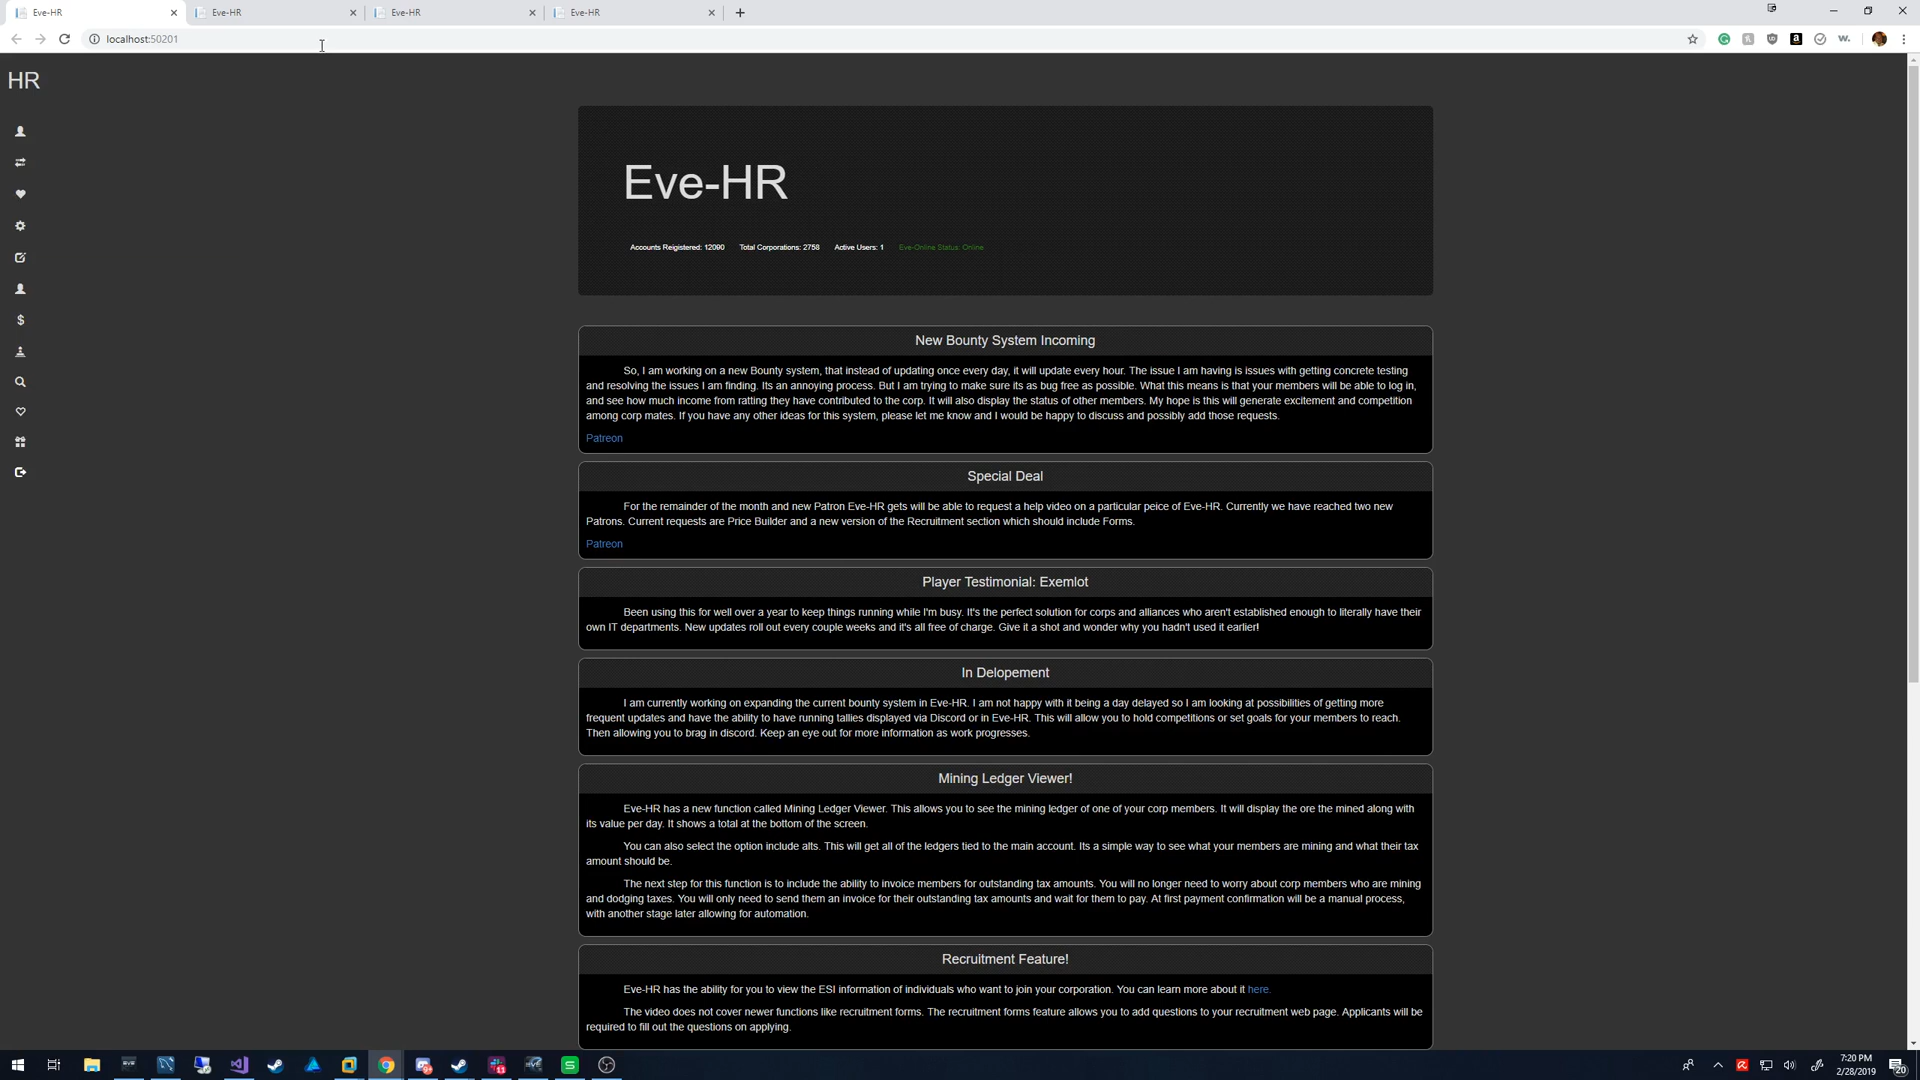 Eve-HR
Eve-HR
Eve-HR
Eve-HR
localhost:50201
HR
Eve-HR
Accounts Reigistered: 12090 Total Corporations: 2758 Active Users: 1 Eve-Online Status: Online
New Bounty System Incoming
So, I am working on a new Bounty system, that instead of updating once every day, it will update every hour. The issue I am having is issues with getting concrete testing
and resolving the issues I am finding. Its an annoying process. But I am trying to make sure its as bug free as possible. What this means is that your members will be able to log in,
and see how much income from ratting they have contributed to the corp. It will also display the status of other members. My hope is this will generate excitement and competition
among corp mates. If you have any other ideas for this system, please let me know and I would be happy to discuss and possibly add those requests.
Patreon
Special Deal
For the remainder of the month and new Patron Eve-HR gets will be able to request a help video on a particular peice of Eve-HR. Currently we have reached two new
Patrons. Current requests are Price Builder and a new version of the Recruitment section which should include Forms.
Patreon
Player Testimonial: Exemlot
Been using this for well over a year to keep things running while I'm busy. It's the perfect solution for corps and alliances who aren't established enough to literally have their
own IT departments. New updates roll out every couple weeks and it's all free of charge. Give it a shot and wonder why you hadn't used it earlier!
In Delopement
I am currently working on expanding the current bounty system in Eve-HR. I am not happy with it being a day delayed so I am looking at possibilities of getting more
frequent updates and have the ability to have running tallies displayed via Discord or in Eve-HR. This will allow you to hold competitions or set goals for your members to reach.
Then allowing you to brag in discord. Keep an eye out for more information as work progresses.
Mining Ledger Viewer!
Eve-HR has a new function called Mining Ledger Viewer. This allows you to see the mining ledger of one of your corp members. It will display the ore the mined along with
its value per day. It shows a total at the bottom of the screen.
You can also select the option include alts. This will get all of the ledgers tied to the main account. Its a simple way to see what your members are mining and what their tax
amount should be.
The next step for this function is to include the ability to invoice members for outstanding tax amounts. You will no longer need to worry about corp members who are mining
and dodging taxes. You will only need to send them an invoice for their outstanding tax amounts and wait for them to pay. At first payment confirmation will be a manual process,
with another stage later allowing for automation.
Recruitment Feature!
Eve-HR has the ability for you to view the ESI information of individuals who want to join your corporation. You can learn more about it here.
The video does not cover newer functions like recruitment forms. The recruitment forms feature allows you to add questions to your recruitment web page. Applicants will be
required to fill out the questions on applying.
7:20 PM
2/28/2019
20